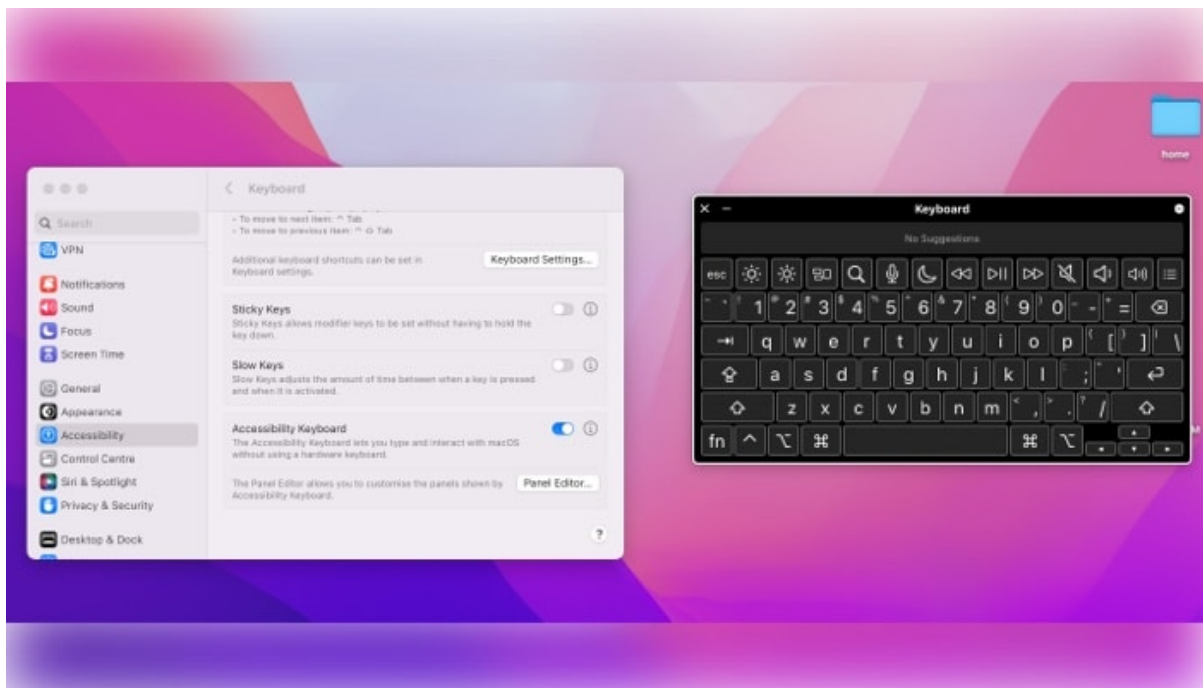 Keyboard
Search
- To move to next item: ^ Tab
- To move to previous item: ^ ⇧ Tab
VPN
Additional keyboard shortcuts can be set in
Keyboard settings.
Keyboard Settings...
Notifications
Sound
Focus
Screen Time
General
Appearance
Accessibility
Control Centre
Siri & Spotlight
Privacy & Security
Desktop & Dock
Sticky Keys
Sticky Keys allows modifier keys to be set without having to hold the
key down.
Slow Keys
Slow Keys adjusts the amount of time between when a key is pressed
and when it is activated.
Accessibility Keyboard
The Accessibility Keyboard lets you type and interact with macOS
without using a hardware keyboard.
The Panel Editor allows you to customise the panels shown by
Accessibility Keyboard.
Panel Editor...
?
home
Keyboard
No Suggestions
esc
1 2 3 4 5 6 7 8 9 0 - =
q w e r t y u i o p [ ] \
a s d f g h j k l ; '
z x c v b n m , . /
fn ^ ⌥ ⌘ ⌘ ⌥